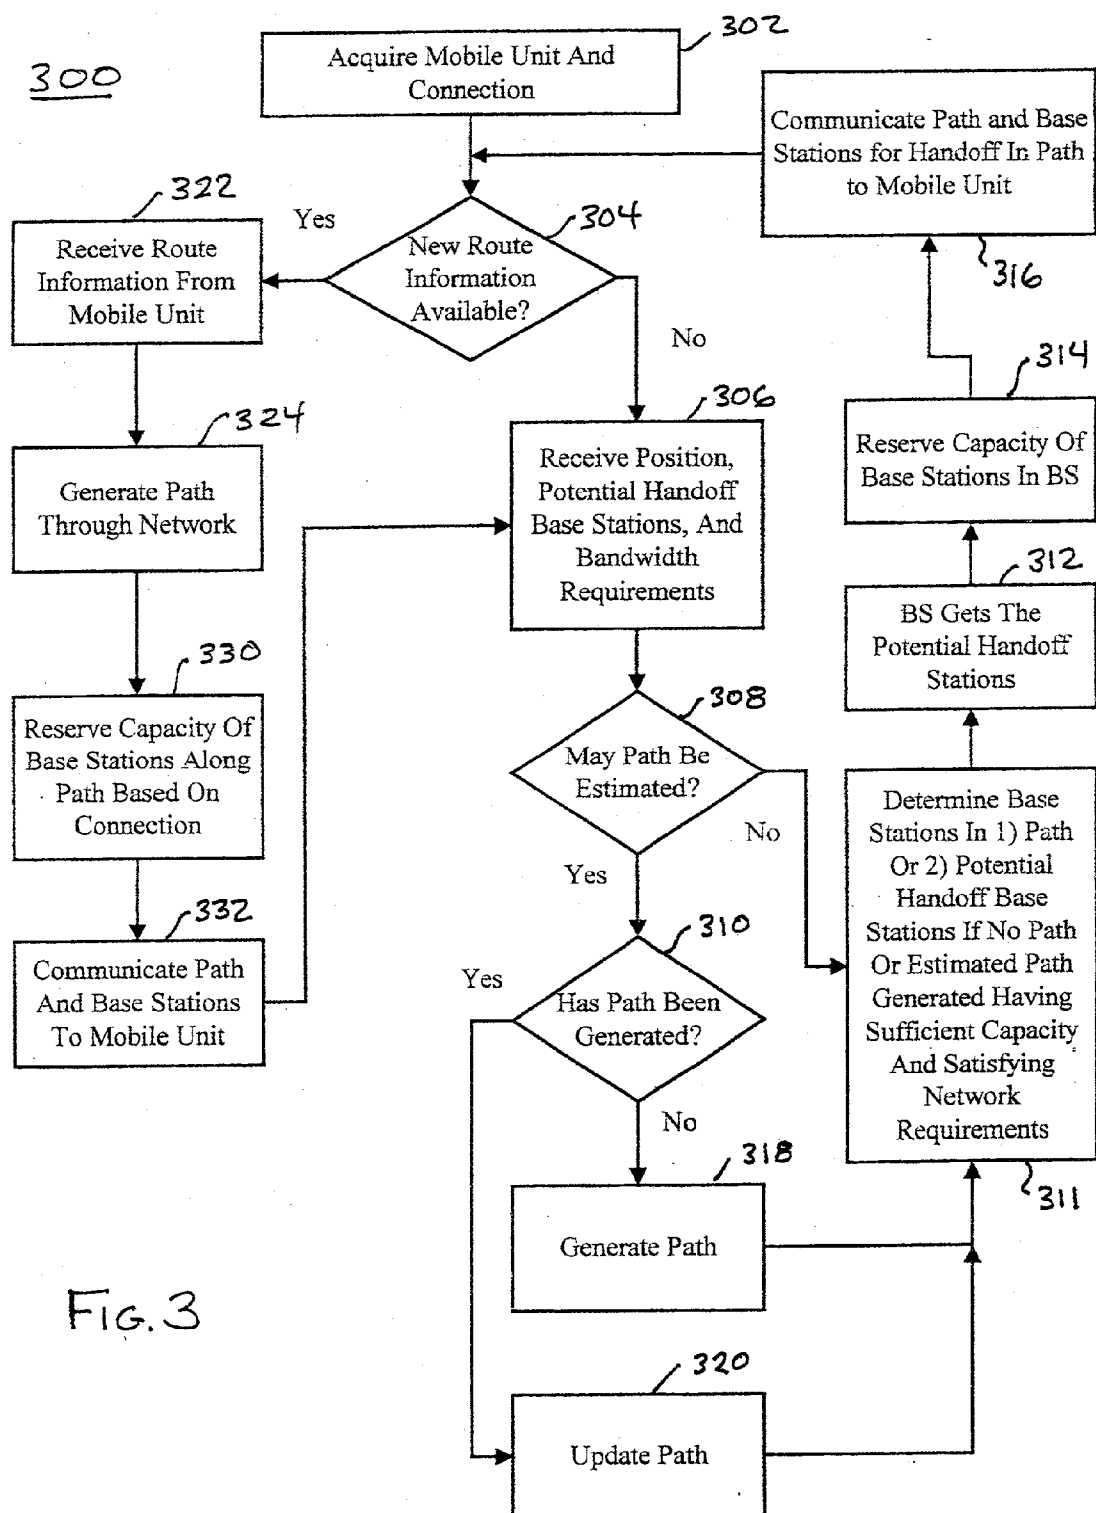 300
302
Acquire Mobile Unit And
Connection
Communicate Path and Base
Stations for Handoff In Path
to Mobile Unit
316
322
Receive Route
Information From
Mobile Unit
Yes
304
New Route
Information
Available?
No
314
Reserve Capacity Of
Base Stations In BS
324
Generate Path
Through Network
306
Receive Position,
Potential Handoff
Base Stations, And
Bandwidth
Requirements
312
BS Gets The
Potential Handoff
Stations
330
Reserve Capacity Of
Base Stations Along
Path Based On
Connection
308
May Path Be
Estimated?
No
Yes
Determine Base
Stations In 1) Path
Or 2) Potential
Handoff Base
Stations If No Path
Or Estimated Path
Generated Having
Sufficient Capacity
And Satisfying
Network
Requirements
311
332
Communicate Path
And Base Stations
To Mobile Unit
310
Yes
Has Path Been
Generated?
No
318
Generate Path
320
Update Path
FIG. 3